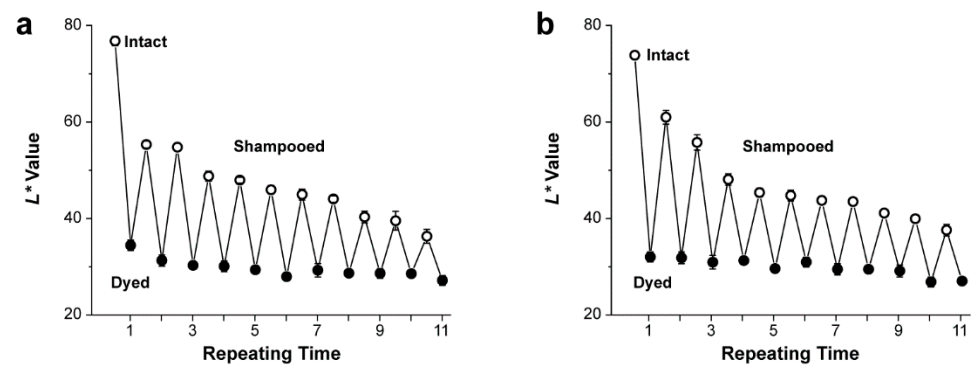 a
80
60
40
20
L* Value
Intact
Shampooed
Dyed
1 3 5 7 9 11
Repeating Time
b
80
60
40
20
L* Value
Intact
Shampooed
Dyed
1 3 5 7 9 11
Repeating Time